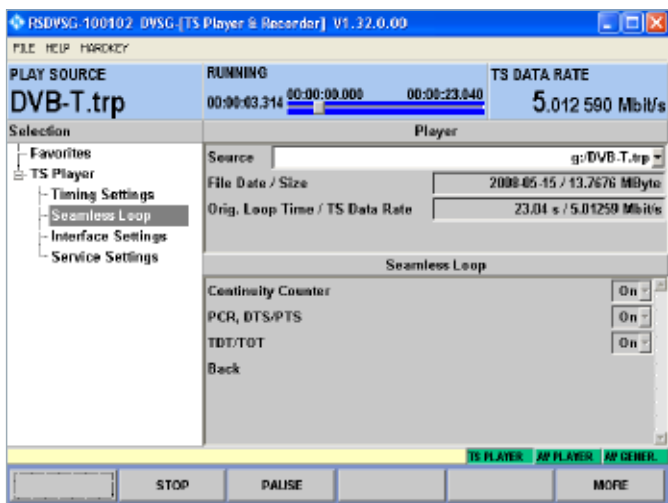 RSDVSG-100102 DVSG-[TS Player & Recorder] V1.32.0.00
FILE HELP HARDKEY
PLAY SOURCE
DVB-T.trp
RUNNING
00:00:03.314 00:00:00.000 00:00:23.040
TS DATA RATE
5.012 590 Mbit/s
Selection
Favorites
TS Player
Timing Settings
Seamless Loop
Interface Settings
Service Settings
Player
Source g:/DVB-T.trp
File Date / Size 2008-05-15 / 13.7676 MByte
Orig. Loop Time / TS Data Rate 23.04 s / 5.01259 Mbit/s
Seamless Loop
Continuity Counter On
PCR, DTS/PTS On
TDT/TOT On
Back
TS PLAYER AV PLAYER AV GENER.
STOP PAUSE MORE